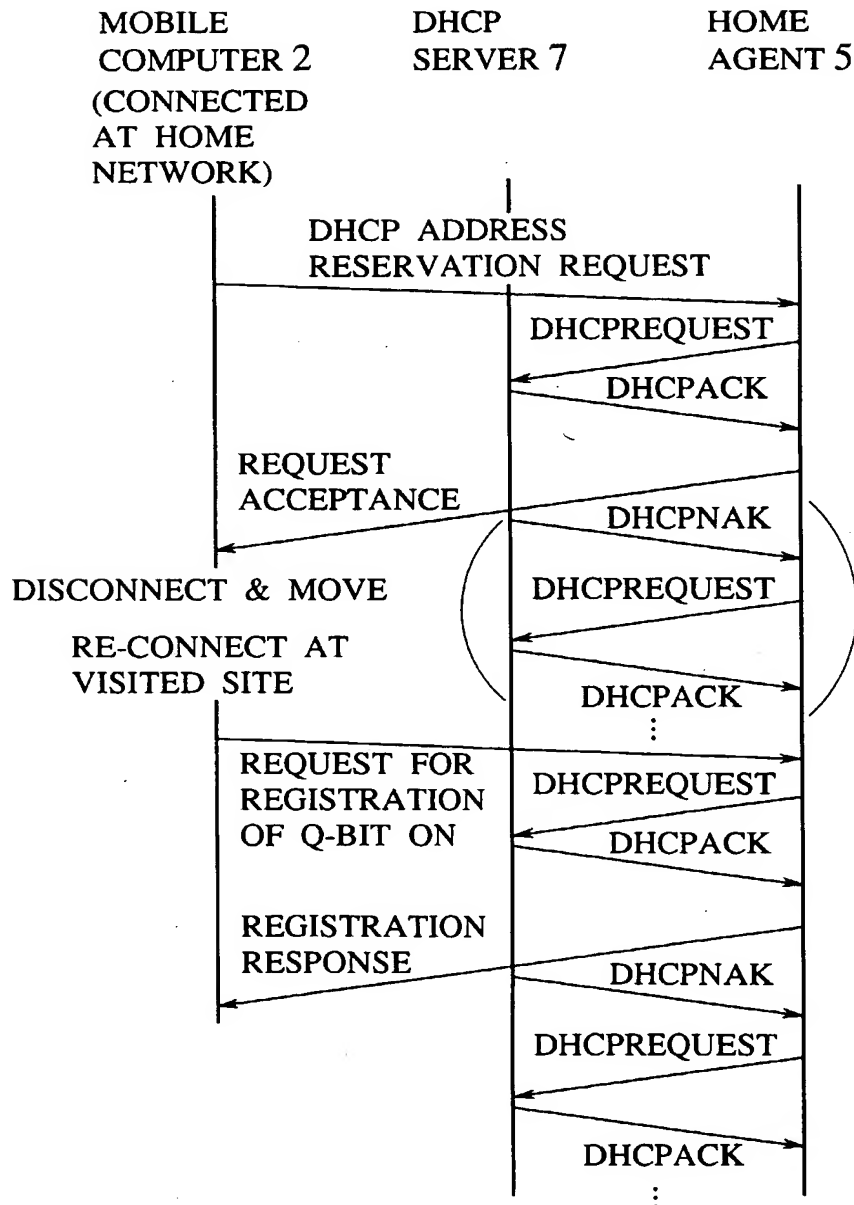 MOBILE
COMPUTER 2
(CONNECTED
AT HOME
NETWORK)
DHCP
SERVER 7
HOME
AGENT 5
DHCP ADDRESS
RESERVATION REQUEST
DHCPREQUEST
DHCPACK
REQUEST
ACCEPTANCE
DHCPNAK
DISCONNECT & MOVE
DHCPREQUEST
RE-CONNECT AT
VISITED SITE
DHCPACK
⋮
REQUEST FOR
REGISTRATION
OF Q-BIT ON
DHCPREQUEST
DHCPACK
REGISTRATION
RESPONSE
DHCPNAK
DHCPREQUEST
DHCPACK
⋮